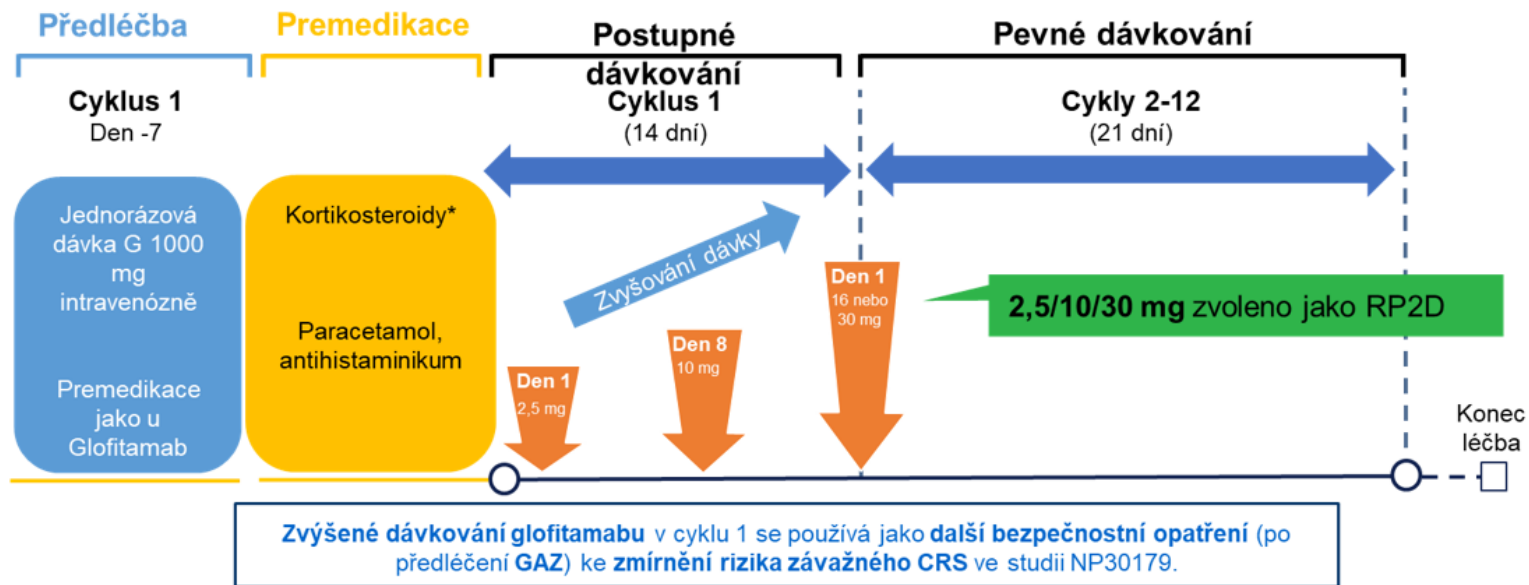 Předléčba
Cyklus 1
Den -7
Jednorázová
dávka G 1000
mg
intravenózně
Premedikace
jako u
Glofitamab
Premedikace
Kortikosteroidy*
Paracetamol,
antihistaminikum
Postupné
dávkování
Cyklus 1
(14 dní)
Zvyšování dávky
Den 1
2,5 mg
Den 8
10 mg
Pevné dávkování
Cykly 2-12
(21 dní)
Den 1
16 nebo
30 mg
2,5/10/30 mg zvoleno jako RP2D
Konec
léčba
Zvýšené dávkování glofitamabu v cyklu 1 se používá jako další bezpečnostní opatření (po
předléčení GAZ) ke zmírnění rizika závažného CRS ve studii NP30179.